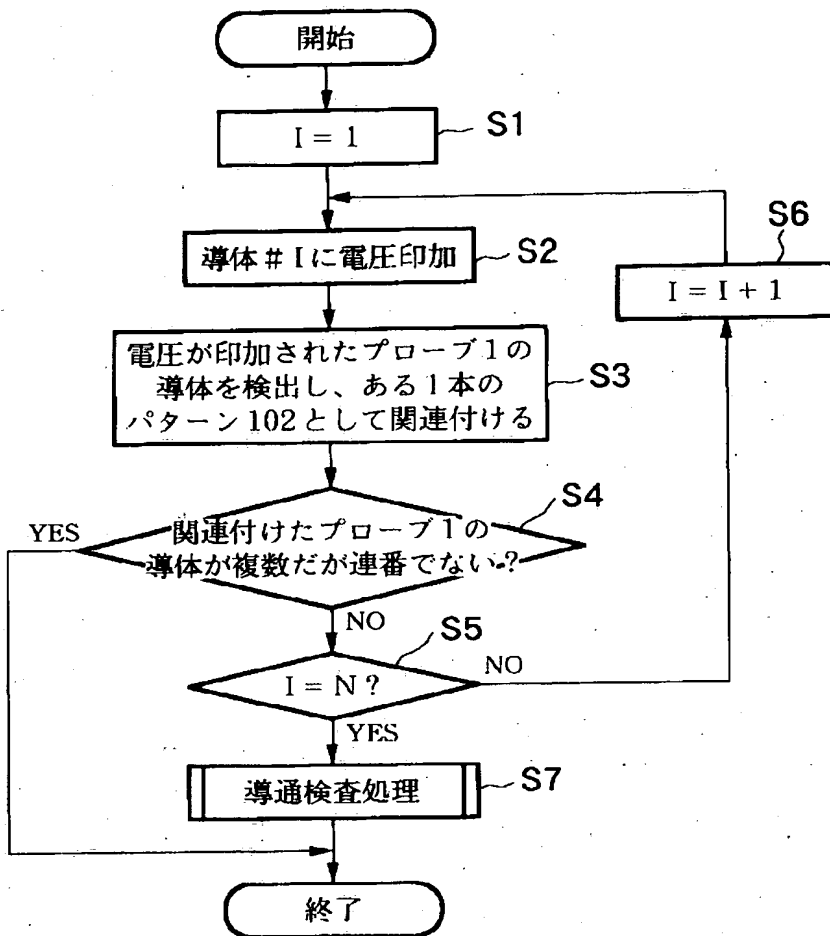 開始
I = 1
S1
導体#Iに電圧印加
S2
S6
I = I + 1
電圧が印加されたプローブ1の
導体を検出し、ある1本の
パターン102として関連付ける
S3
S4
YES
関連付けたプローブ1の
導体が複数だが連番でない?
NO
S5
I = N ?
NO
YES
導通検査処理
S7
終了